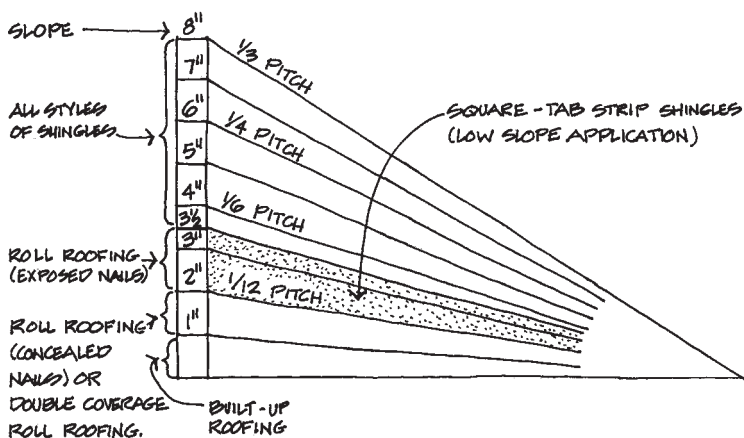 SLOPE
8"
7"
6"
5"
4"
3½
3"
2"
1"
1/3 PITCH
1/4 PITCH
1/6 PITCH
1/12 PITCH
ALL STYLES
OF SHINGLES
SQUARE-TAB STRIP SHINGLES
(LOW SLOPE APPLICATION)
ROLL ROOFING
(EXPOSED NAILS)
ROLL ROOFING
(CONCEALED
NAILS) OR
DOUBLE COVERAGE
ROLL ROOFING.
BUILT-UP
ROOFING